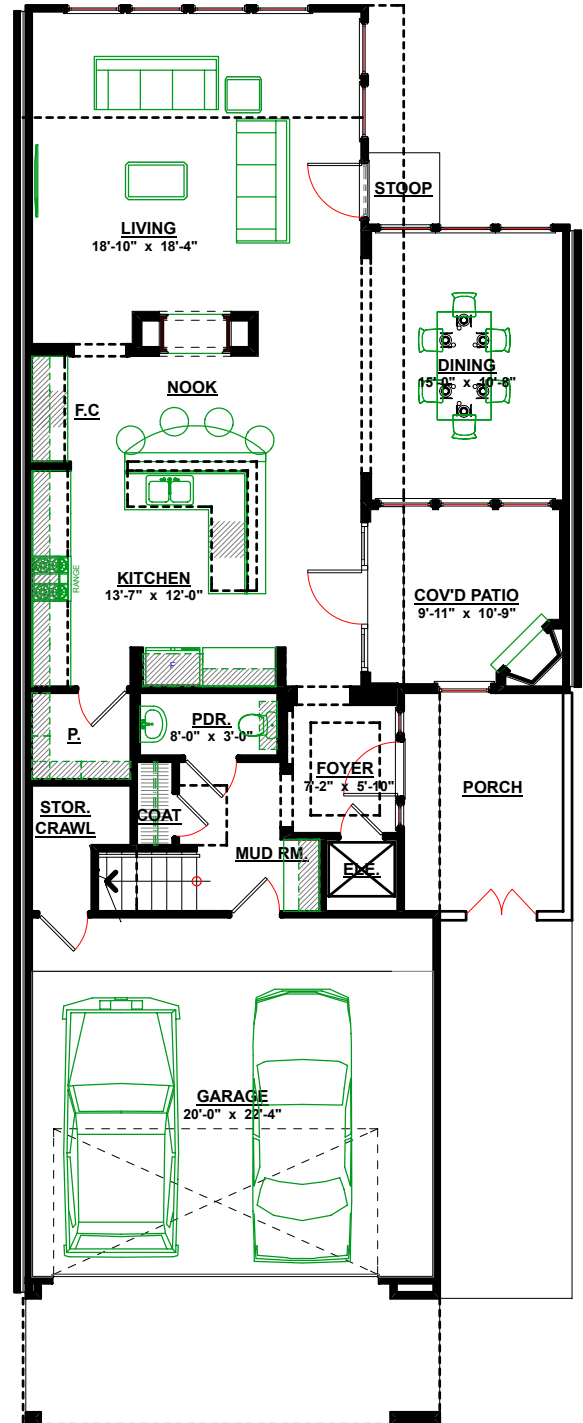 STOOP
LIVING
18'-10" x 18'-4"
DINING
15'-0" x 10'-8"
NOOK
F.C
RANGE
KITCHEN
13'-7" x 12'-0"
COV'D PATIO
9'-11" x 10'-9"
F
P.
PDR.
8'-0" x 3'-0"
FOYER
7'-2" x 5'-10"
PORCH
STOR.
CRAWL
COAT
MUD RM.
ELE.
GARAGE
20'-0" x 22'-4"